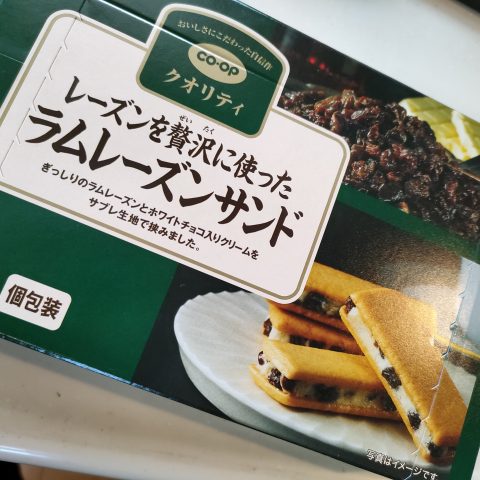 おいしさにこだわった自信作
CO・OP
クオリティ
レーズンを贅沢に使った
ぜいたく
ラムレーズンサンド
ぎっしりのラムレーズンとホワイトチョコ入りクリームを
サブレ生地で挟みました。
個包装
写真はイメージです